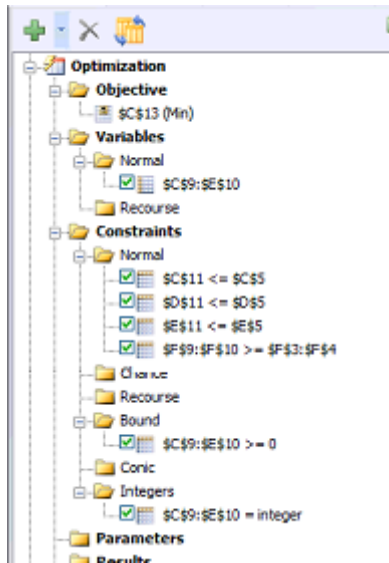 Optimization
Objective
$C$13 (Min)
Variables
Normal
$C$9:$E$10
Recourse
Constraints
Normal
$C$11 <= $C$5
$D$11 <= $D$5
$E$11 <= $E$5
$F$9:$F$10 >= $F$3:$F$4
Chance
Recourse
Bound
$C$9:$E$10 >= 0
Conic
Integers
$C$9:$E$10 = integer
Parameters
Results